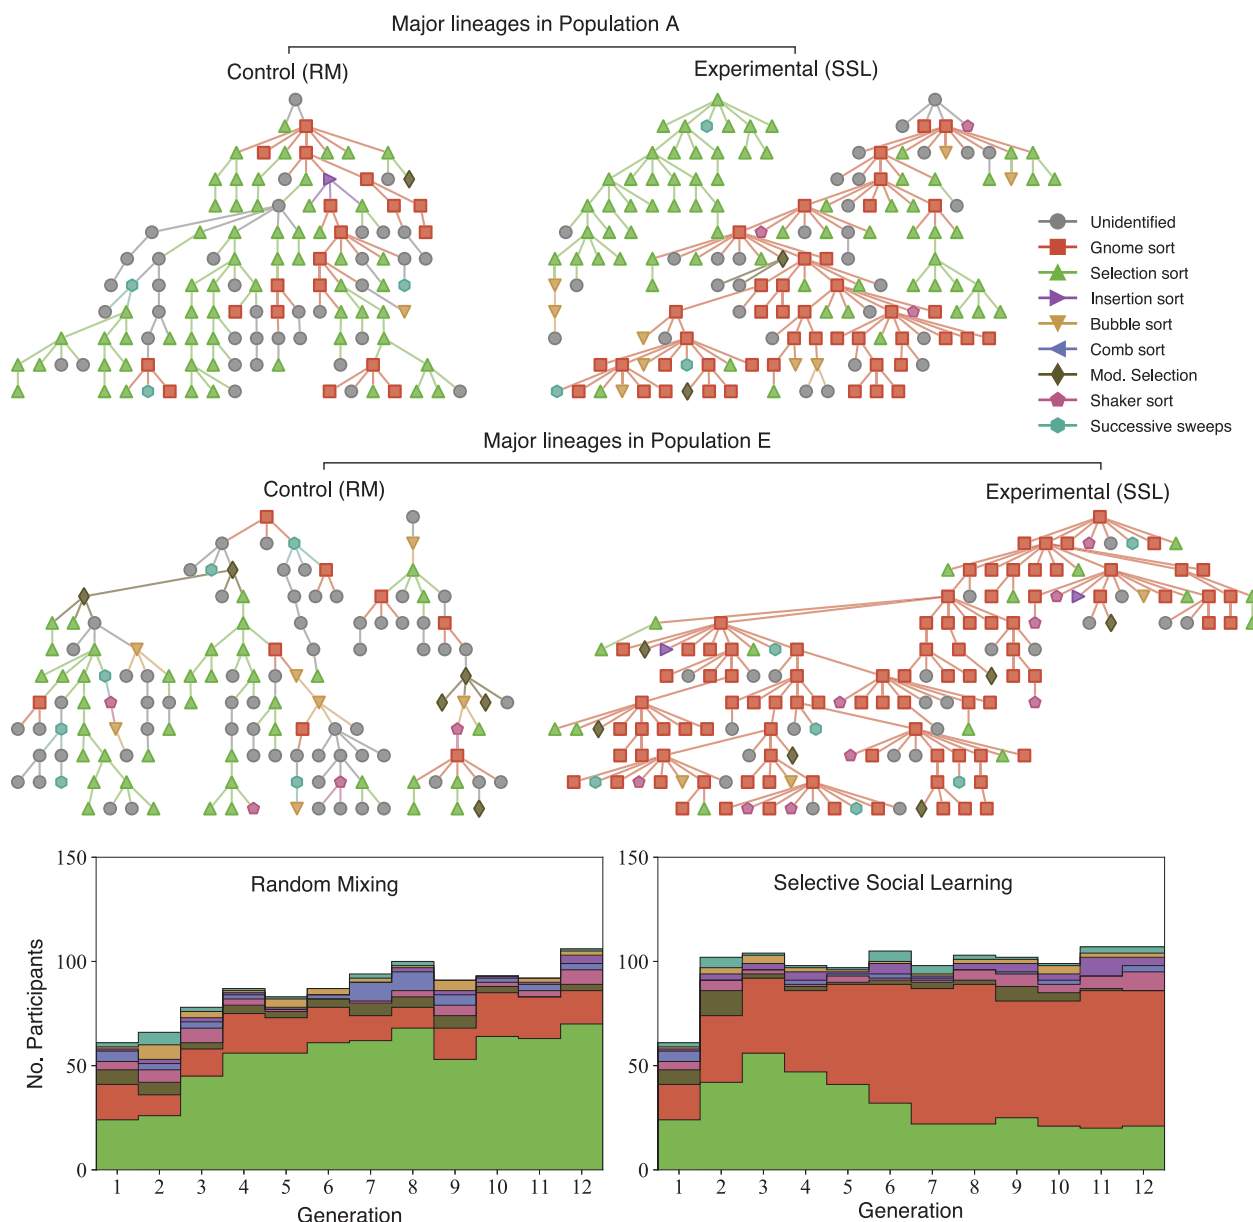 Major lineages in Population A
Control (RM)
Experimental (SSL)
Unidentified
Gnome sort
Selection sort
Insertion sort
Bubble sort
Comb sort
Mod. Selection
Shaker sort
Successive sweeps
Major lineages in Population E
Control (RM)
Experimental (SSL)
150
100
50
0
No. Participants
Random Mixing
1 2 3 4 5 6 7 8 9 10 11 12
Generation
150
100
50
0
Selective Social Learning
1 2 3 4 5 6 7 8 9 10 11 12
Generation